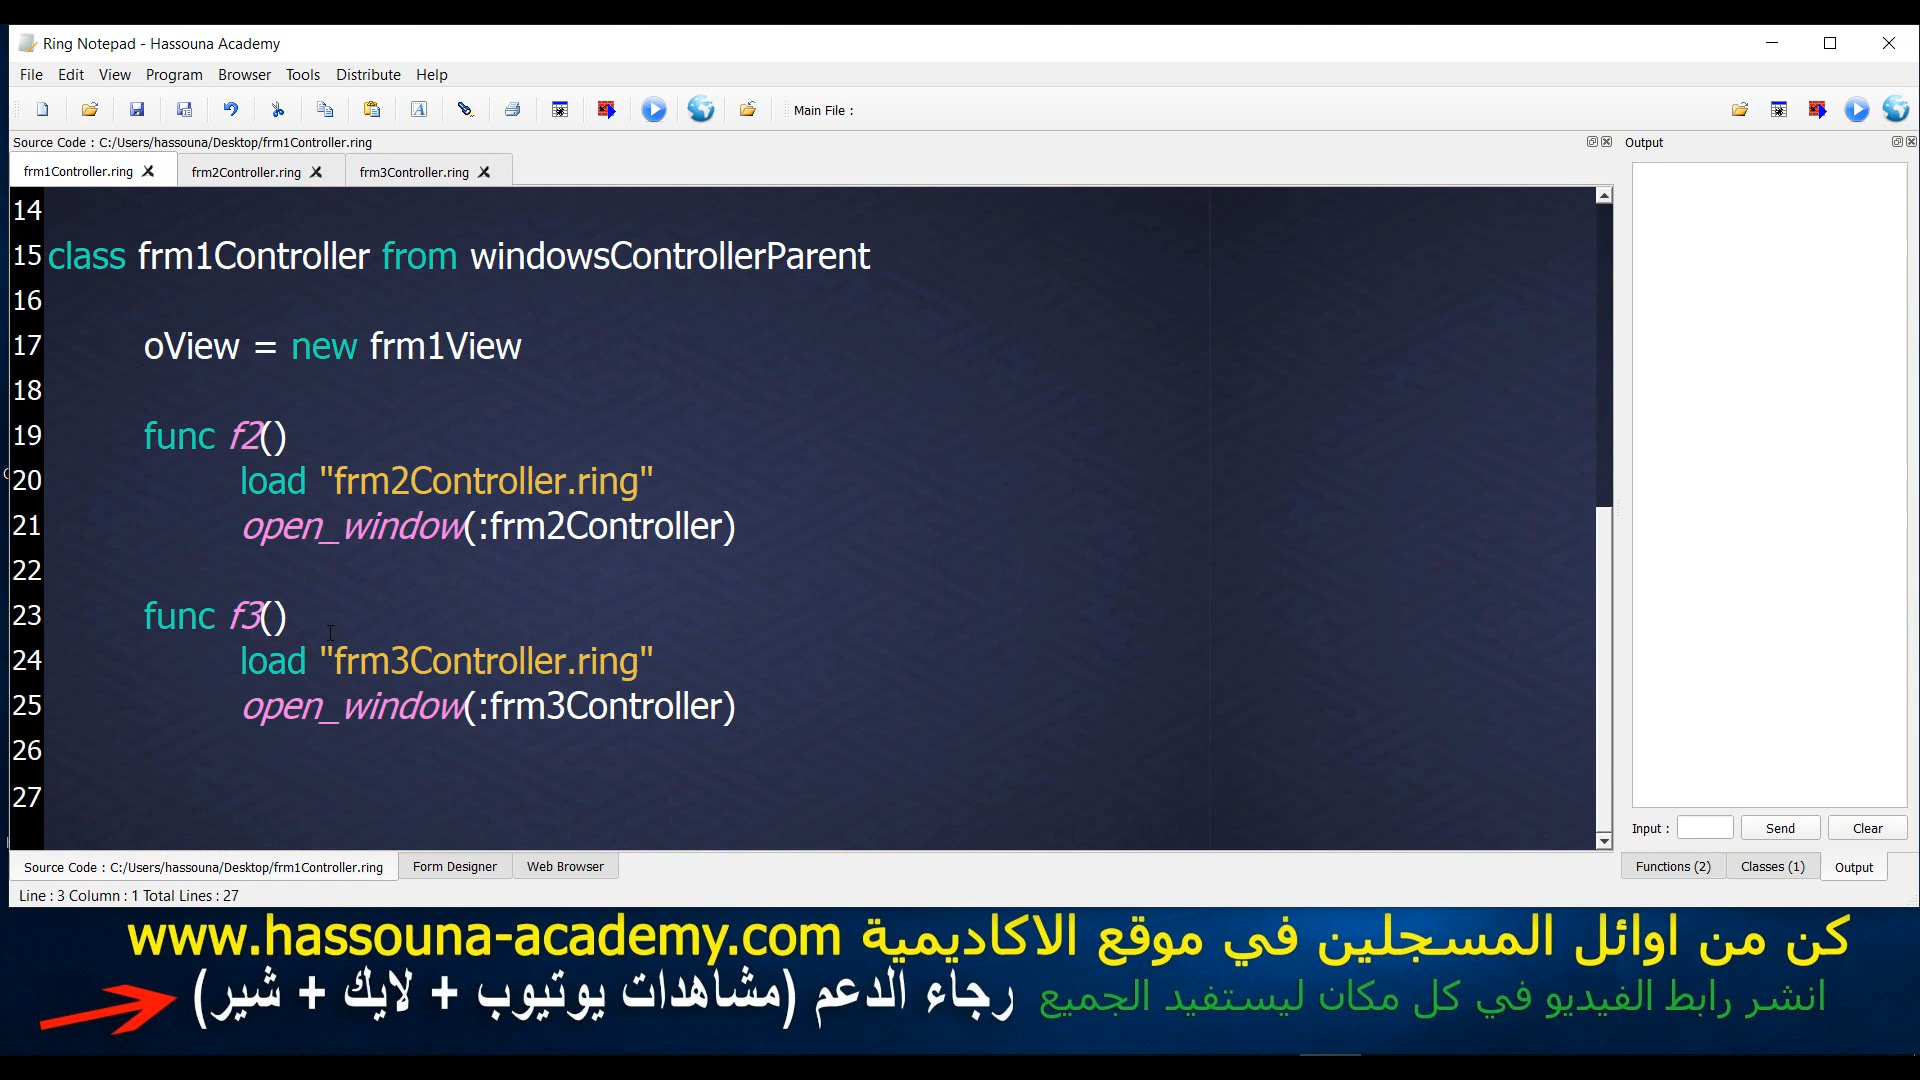 Ring Notepad - Hassouna Academy
File Edit View Program Browser Tools Distribute Help
Main File :
Source Code : C:/Users/hassouna/Desktop/frm1Controller.ring
Output
frm1Controller.ring
frm2Controller.ring
frm3Controller.ring
14
15 class frm1Controller from windowsControllerParent
16
17 oView = new frm1View
18
19 func f2()
20 load "frm2Controller.ring"
21 open_window(:frm2Controller)
22
23 func f3()
24 load "frm3Controller.ring"
25 open_window(:frm3Controller)
26
27
Input : Send Clear
Source Code : C:/Users/hassouna/Desktop/frm1Controller.ring Form Designer Web Browser
Functions (2) Classes (1) Output
Line : 3 Column : 1 Total Lines : 27
كن من اوائل المسجلين في موقع الاكاديمية www.hassouna-academy.com
انشر رابط الفيديو في كل مكان ليستفيد الجميع رجاء الدعم (مشاهدات يوتيوب + لايك + شير)